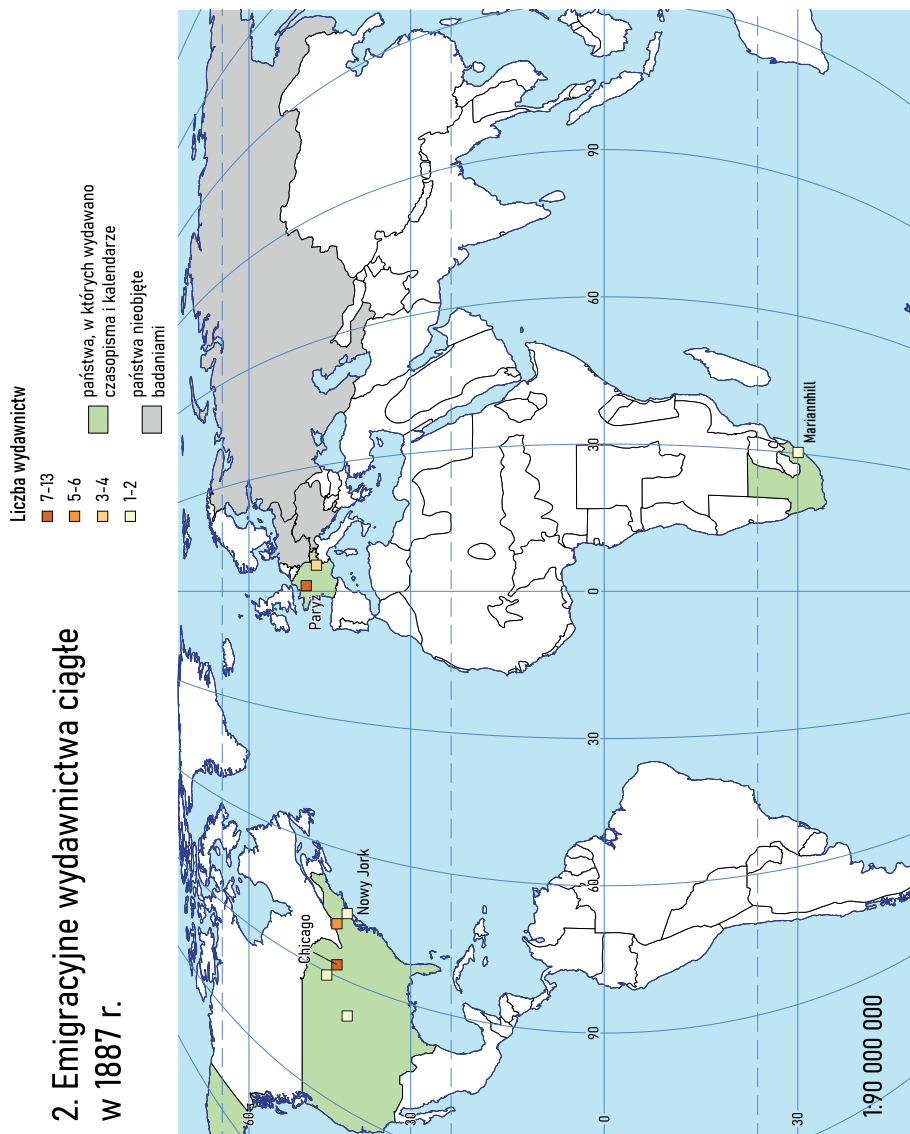 2. Emigracyjne wydawnictwa ciągłe
w 1887 r.
Liczba wydawnictw
7–13
5–6
3–4
1–2
państwa, w których wydawano
czasopisma i kalendarze
państwa nieobjęte
badaniami
Chicago
Nowy Jork
Paryż
Mariannhill
60
30
0
30
90
60
30
0
30
60
90
1:90 000 000